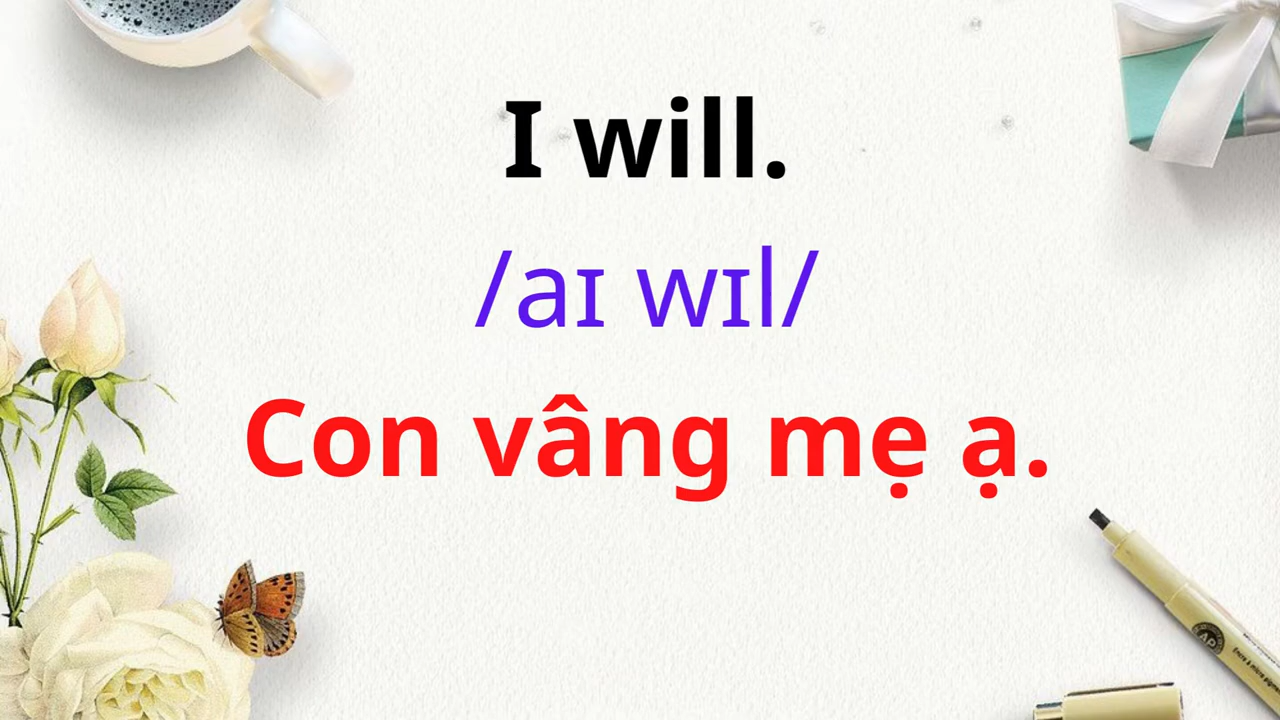 I will.
/aɪ wɪl/
Con vâng mẹ ạ.